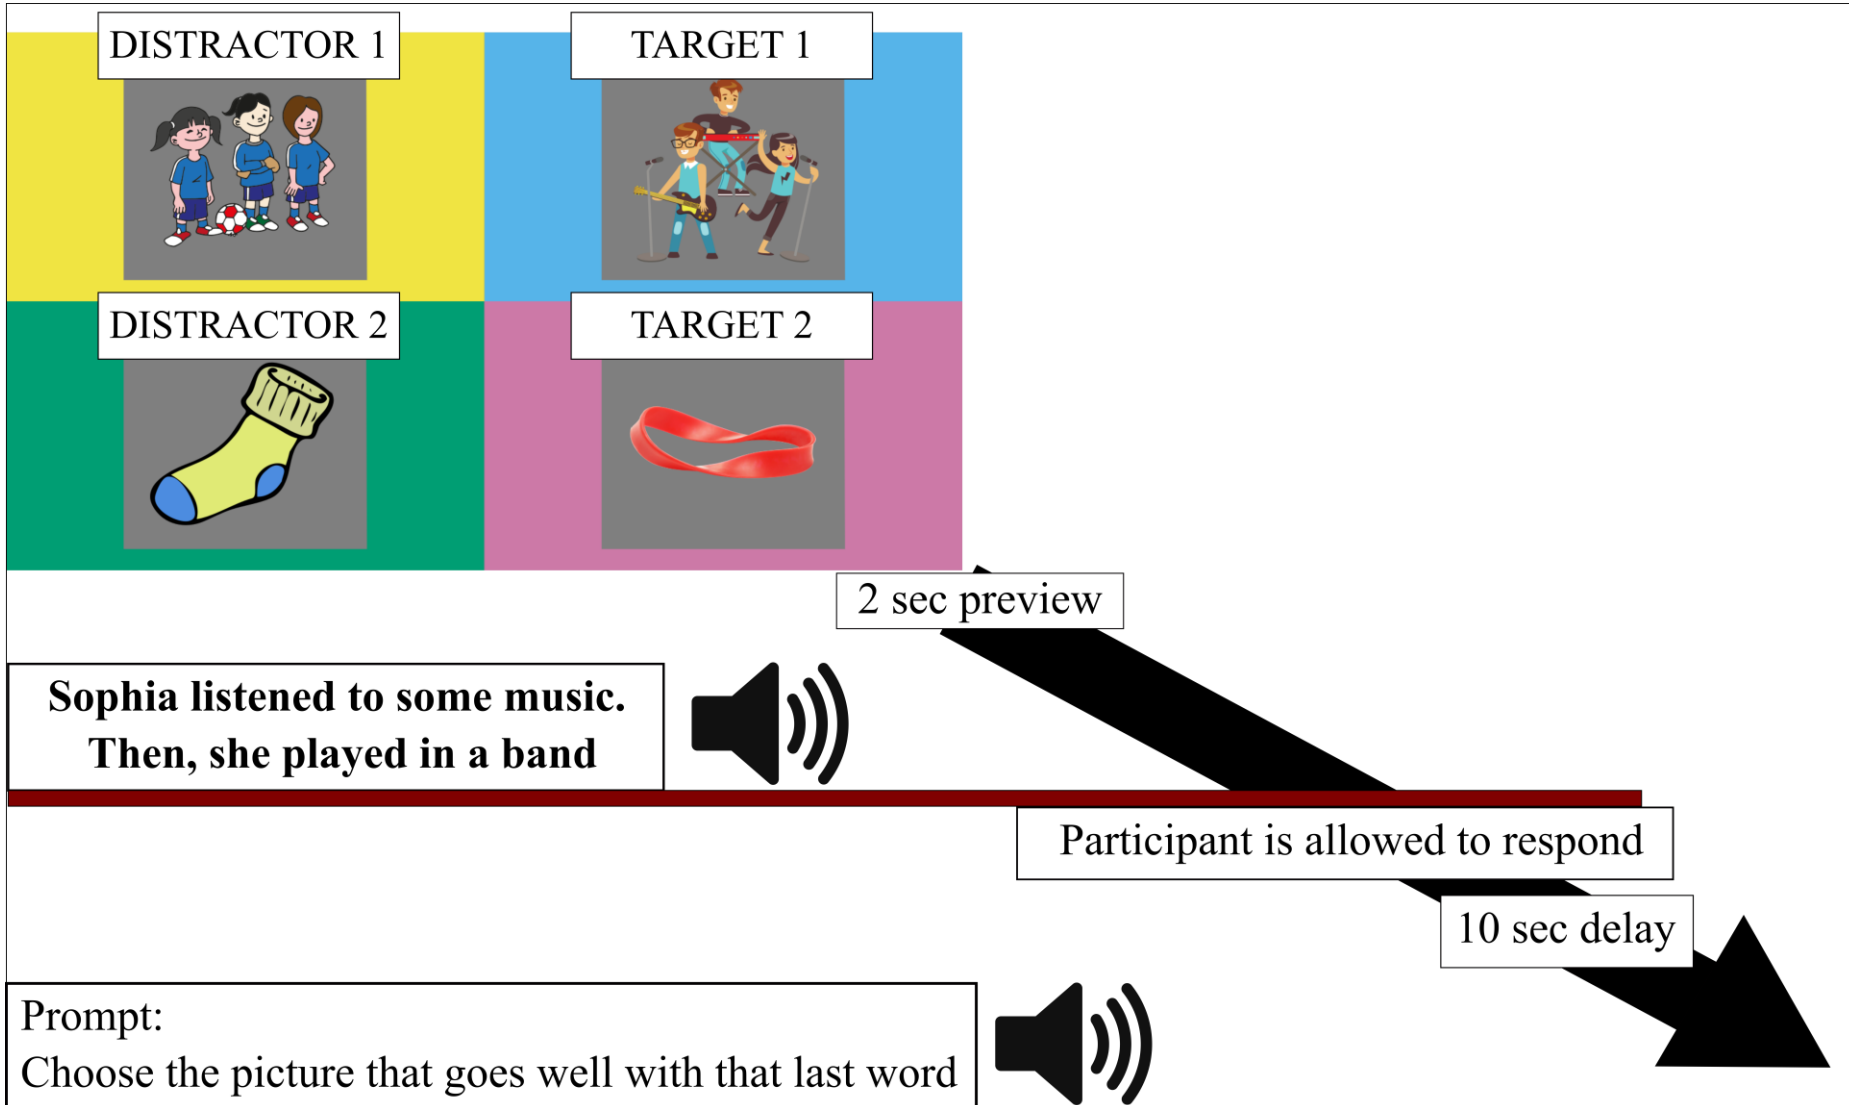 DISTRACTOR 1
TARGET 1
DISTRACTOR 2
TARGET 2
2 sec preview
Sophia listened to some music.
Then, she played in a band
Participant is allowed to respond
10 sec delay
Prompt:
Choose the picture that goes well with that last word